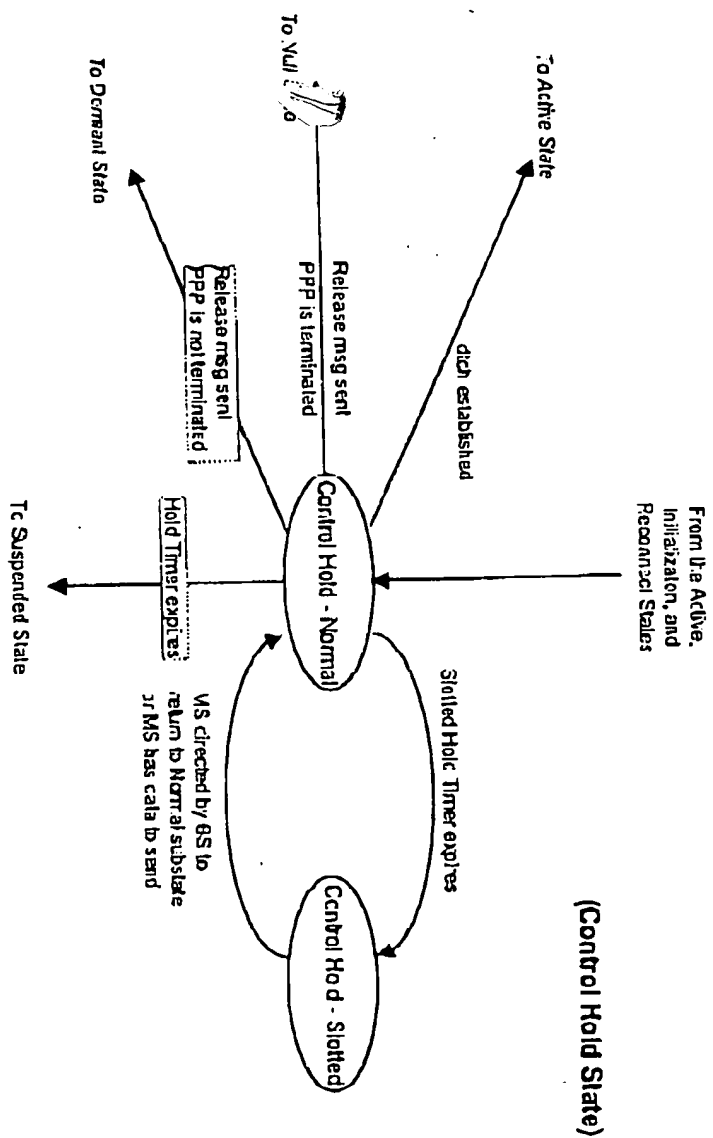 (Control Hold State)
From the Active,
Initialization, and
Reconnect States
To Active State
dtch established
Slotted Hold Timer expires
To Null
Release msg sent
PPP is terminated
Control Hold - Normal
Control Hold - Slotted
Release msg sent
PPP is not terminated
To Dormant State
Hold Timer expires
MS directed by BS to
return to Normal substate
or MS has data to send
To Suspended State